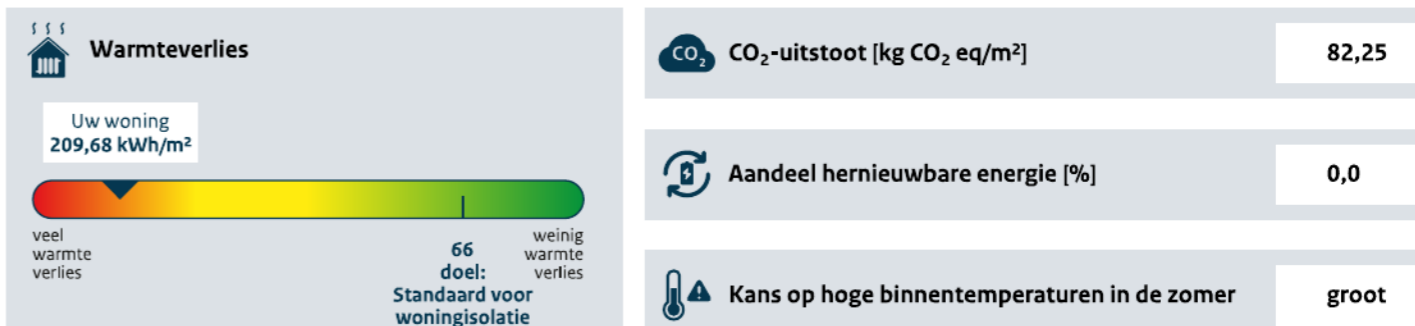 Warmteverlies
Uw woning
209,68 kWh/m²
veel
warmte
verlies
66
doel:
Standaard voor
woningisolatie
weinig
warmte
verlies
CO₂
CO₂-uitstoot [kg CO₂ eq/m²]
82,25
Aandeel hernieuwbare energie [%]
0,0
Kans op hoge binnentemperaturen in de zomer
groot